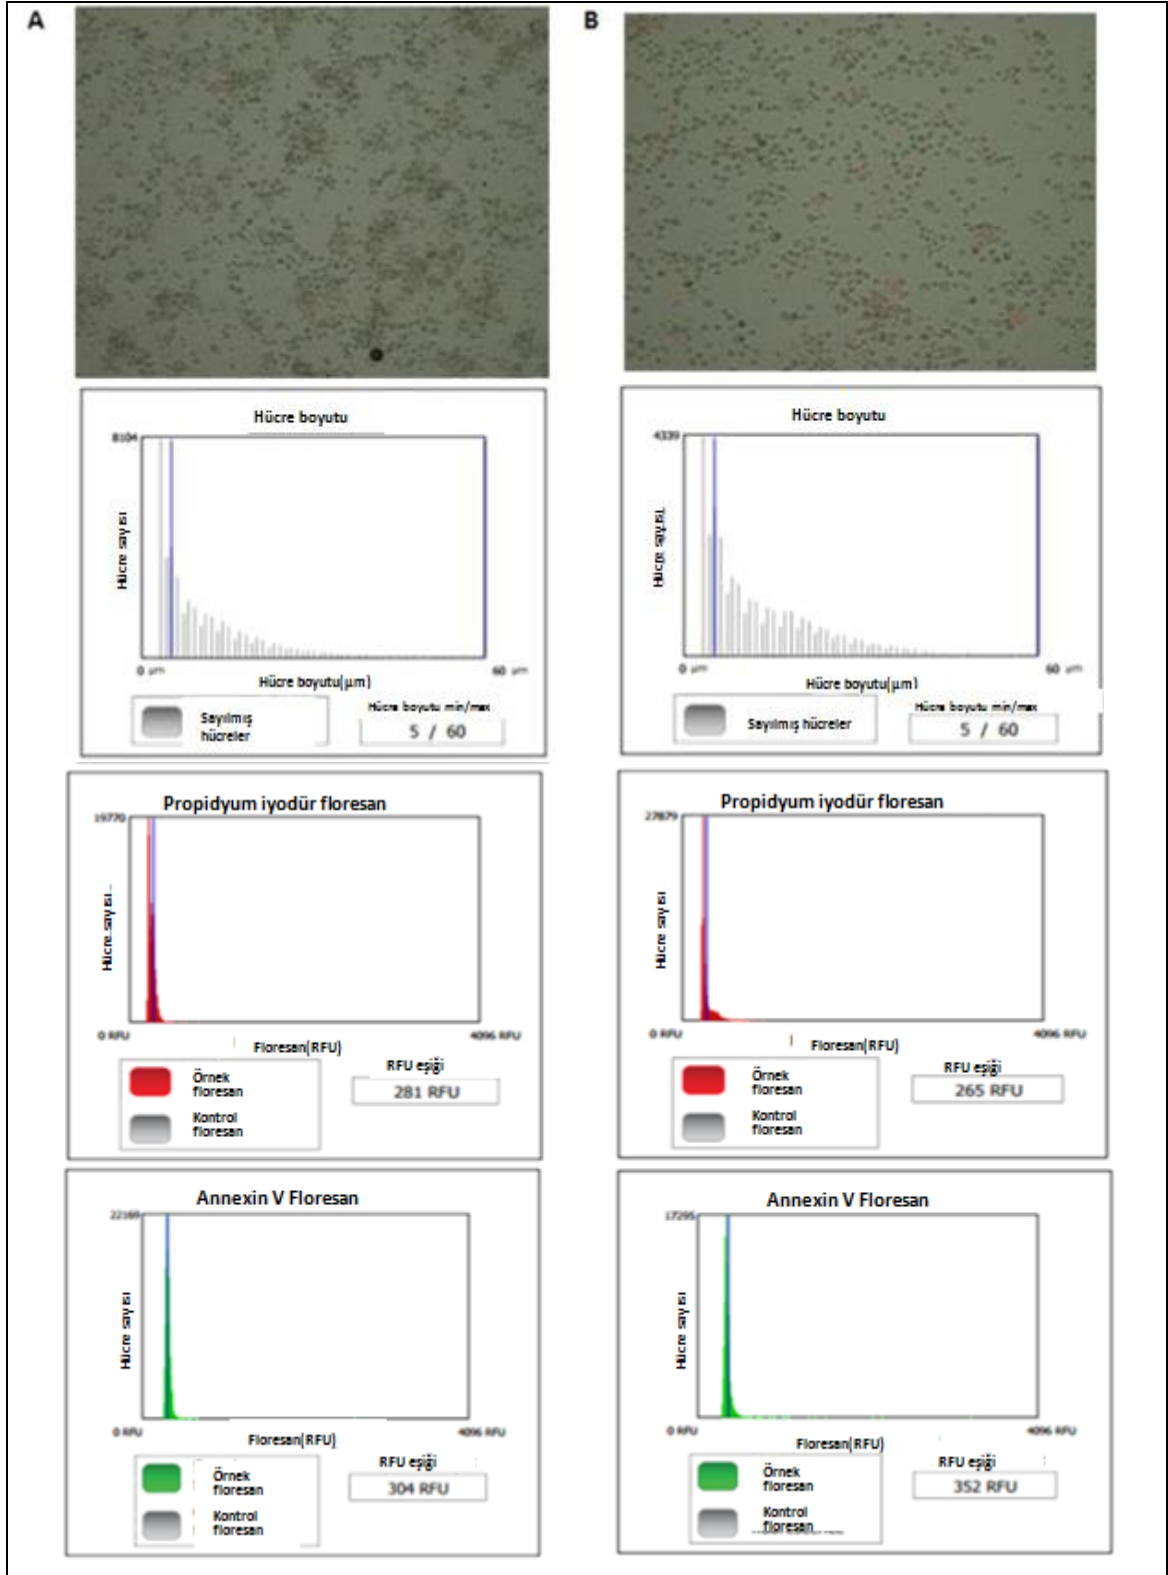 A
Hücre boyutu
8104
Hücre sayısı
0 µm
60 µm
Hücre boyutu(µm)
Sayılmış
hücreler
Hücre boyutu min/max
5 / 60
Propidyum iyodür floresan
19770
Hücre sayısı
0 RFU
4096 RFU
Floresan(RFU)
Örnek
floresan
Kontrol
floresan
RFU eşiği
281 RFU
Annexin V Floresan
22169
Hücre sayısı
0 RFU
4096 RFU
Floresan(RFU)
Örnek
floresan
Kontrol
floresan
RFU eşiği
304 RFU
B
Hücre boyutu
4339
Hücre sayısı
0 µm
60 µm
Hücre boyutu(µm)
Sayılmış hücreler
Hücre boyutu min/max
5 / 60
Propidyum iyodür floresan
27879
Hücre sayısı
0 RFU
4096 RFU
Floresan(RFU)
Örnek
floresan
Kontrol
floresan
RFU eşiği
265 RFU
Annexin V Floresan
17295
Hücre sayısı
0 RFU
4096 RFU
Floresan(RFU)
Örnek
floresan
Kontrol
floresan
RFU eşiği
352 RFU